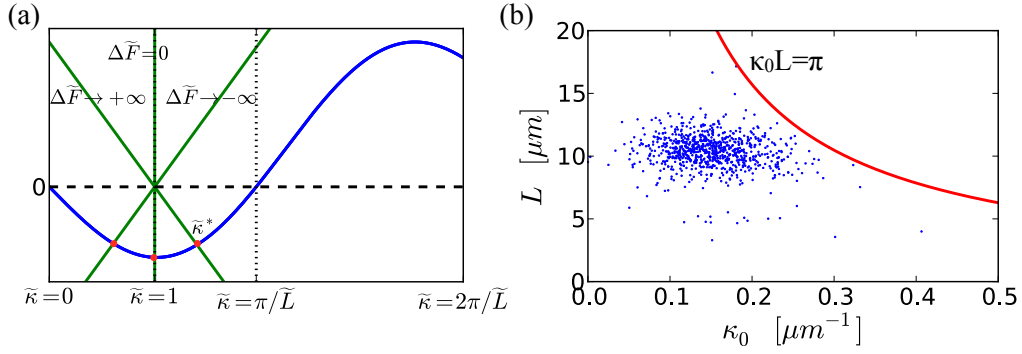 (a)
ΔF̃=0
ΔF̃→+∞ ΔF̃→−∞
0
κ̃*
κ̃=0 κ̃=1 κ̃=π/L̃ κ̃=2π/L̃
(b)
20
15
10
5
0
L [μm]
κ₀L=π
0.0 0.1 0.2 0.3 0.4 0.5
κ₀ [μm⁻¹]